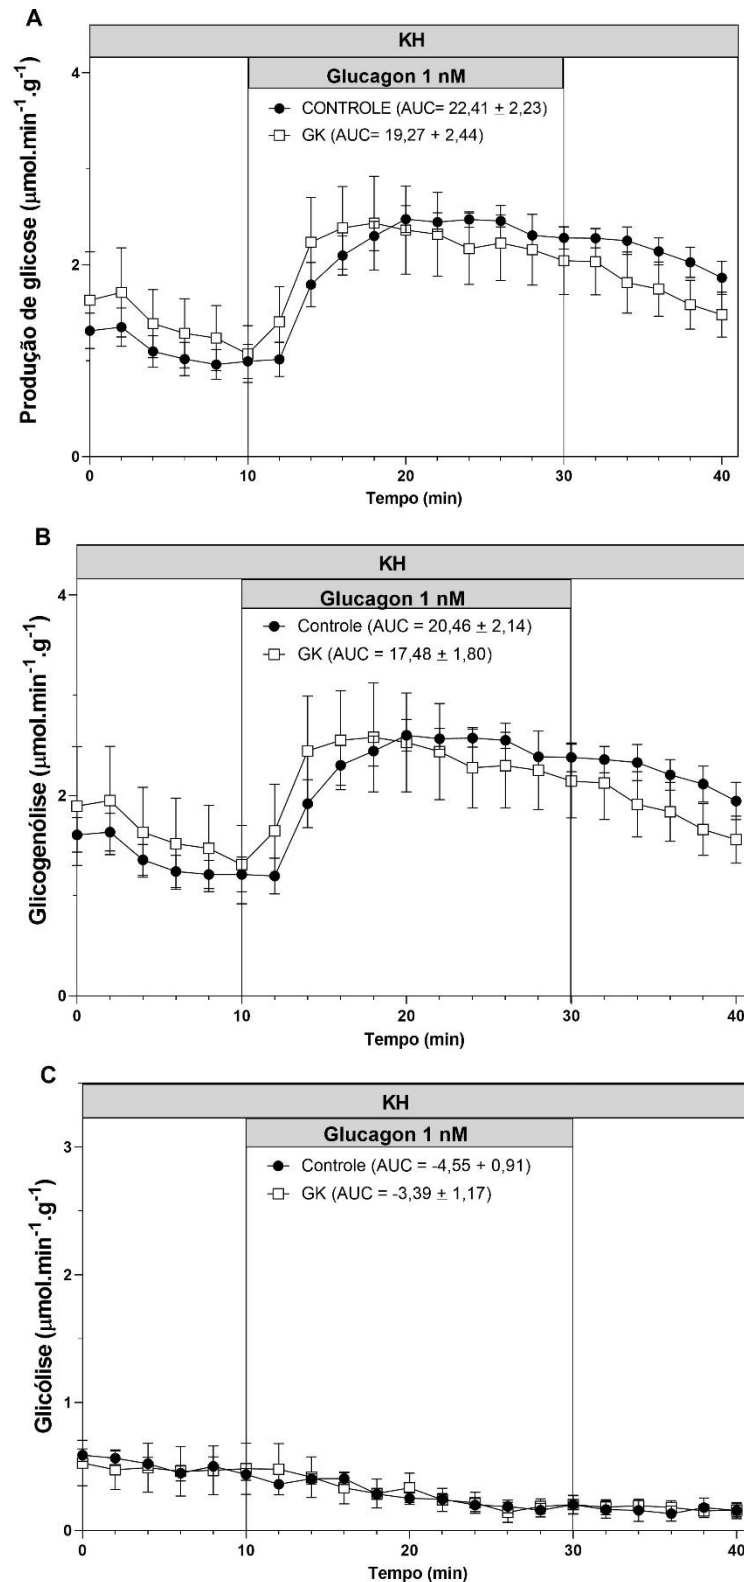 A
KH
Glucagon 1 nM
CONTROLE (AUC= 22,41 ± 2,23)
GK (AUC= 19,27 + 2,44)
Produção de glicose (μmol.min⁻¹.g⁻¹)
4
2
0
0 10 20 30 40
Tempo (min)
B
KH
Glucagon 1 nM
Controle (AUC = 20,46 ± 2,14)
GK (AUC = 17,48 ± 1,80)
Glicogenólise (μmol.min⁻¹.g⁻¹)
4
2
0
0 10 20 30 40
Tempo (min)
C
KH
Glucagon 1 nM
Controle (AUC = -4,55 + 0,91)
GK (AUC = -3,39 ± 1,17)
Glicólise (μmol.min⁻¹.g⁻¹)
3
2
1
0
0 10 20 30 40
Tempo (min)